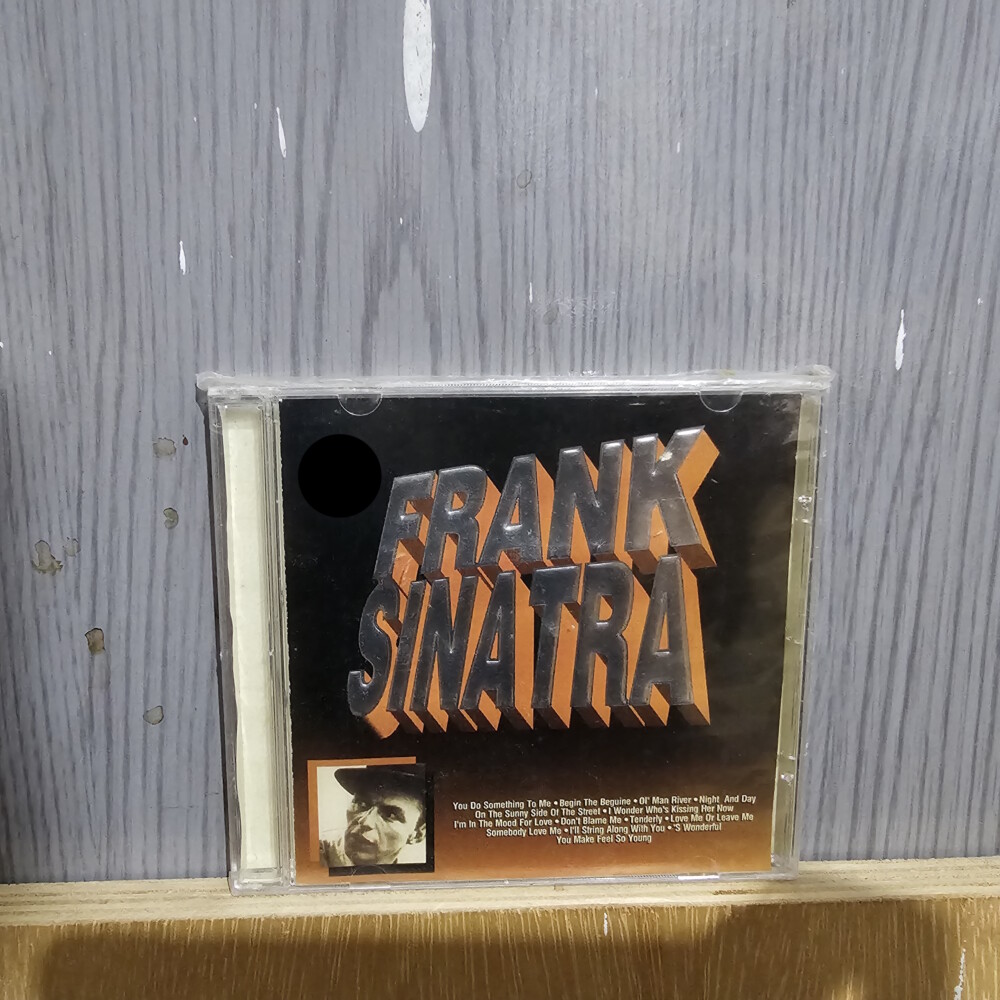 FRANK
SINATRA
You Do Something To Me • Begin The Beguine • Ol' Man River • Night And Day
On The Sunny Side Of The Street • I Wonder Who's Kissing Her Now
I'm In The Mood For Love • Don't Blame Me • Tenderly • Love Me Or Leave Me
Somebody Love Me • I'll String Along With You • 'S Wonderful
You Make Feel So Young